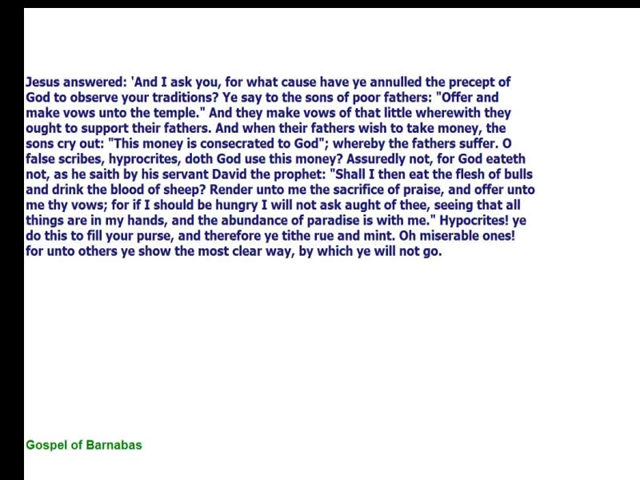 Jesus answered: 'And I ask you, for what cause have ye annulled the precept of
God to observe your traditions? Ye say to the sons of poor fathers: "Offer and
make vows unto the temple." And they make vows of that little wherewith they
ought to support their fathers. And when their fathers wish to take money, the
sons cry out: "This money is consecrated to God"; whereby the fathers suffer. O
false scribes, hyprocrites, doth God use this money? Assuredly not, for God eateth
not, as he saith by his servant David the prophet: "Shall I then eat the flesh of bulls
and drink the blood of sheep? Render unto me the sacrifice of praise, and offer unto
me thy vows; for if I should be hungry I will not ask aught of thee, seeing that all
things are in my hands, and the abundance of paradise is with me." Hypocrites! ye
do this to fill your purse, and therefore ye tithe rue and mint. Oh miserable ones!
for unto others ye show the most clear way, by which ye will not go.
Gospel of Barnabas